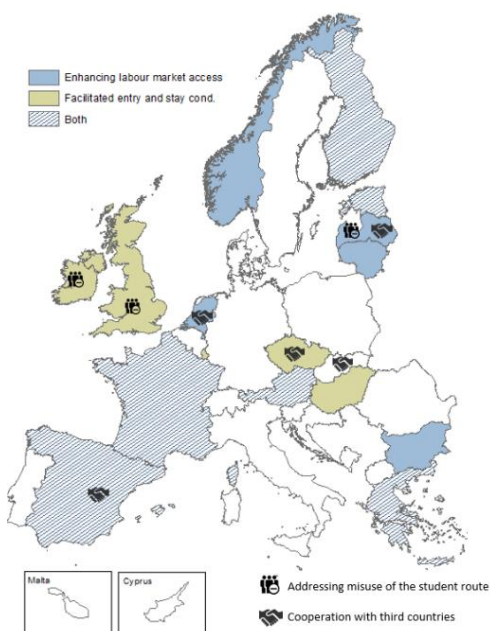 Enhancing labour market access
Facilitated entry and stay cond.
Both
Malta
Cyprus
Addressing misuse of the student route
Cooperation with third countries